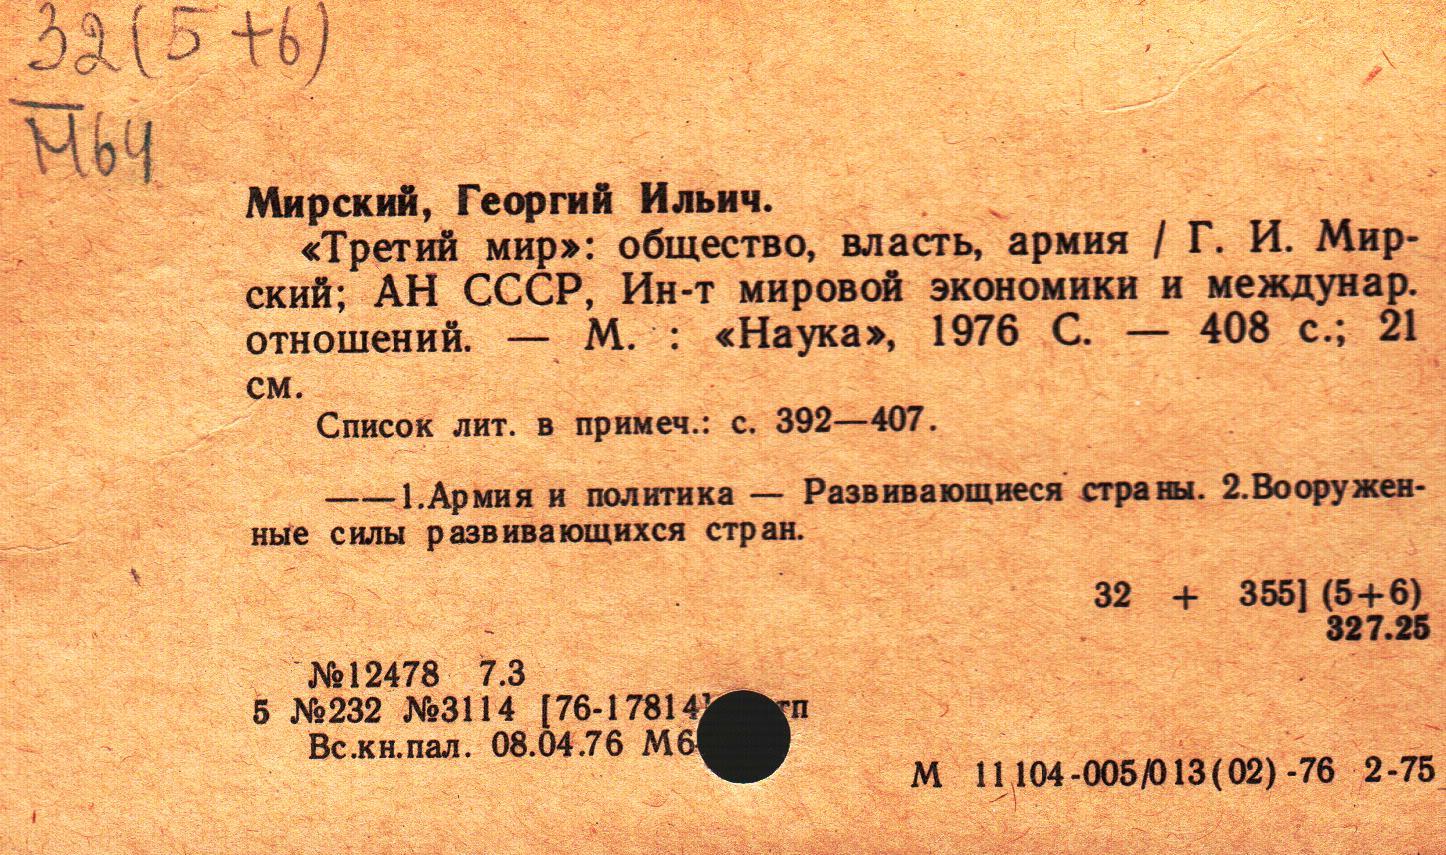 32(5+6)
М64
Мирский, Георгий Ильич.
«Третий мир»: общество, власть, армия / Г. И. Мир-
ский; АН СССР, Ин-т мировой экономики и междунар.
отношений. — М. : «Наука», 1976 С. — 408 с.; 21
см.
Список лит. в примеч.: с. 392—407.
——1.Армия и политика — Развивающиеся страны. 2.Вооружен-
ные силы развивающихся стран.
32 + 355] (5+6)
327.25
№12478 7.3
5 №232 №3114 [76-17814]
Вс.кн.пал. 08.04.76
М 11104-005/013(02)-76 2-75